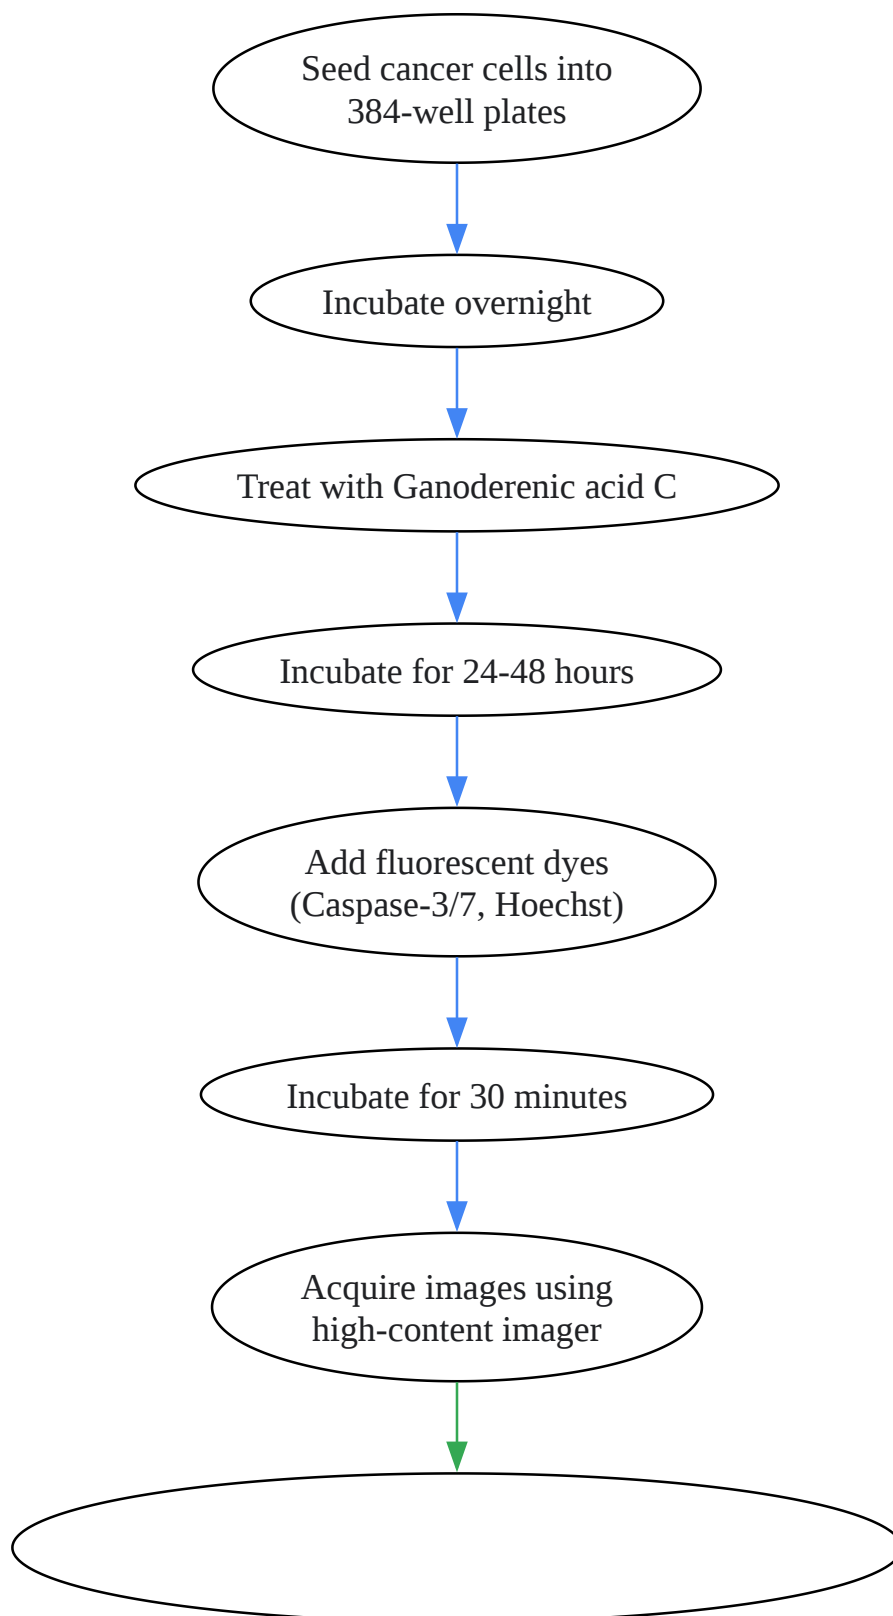 Seed cancer cells into
384-well plates
Incubate overnight
Treat with Ganoderenic acid C
Incubate for 24-48 hours
Add fluorescent dyes
(Caspase-3/7, Hoechst)
Incubate for 30 minutes
Acquire images using
high-content imager